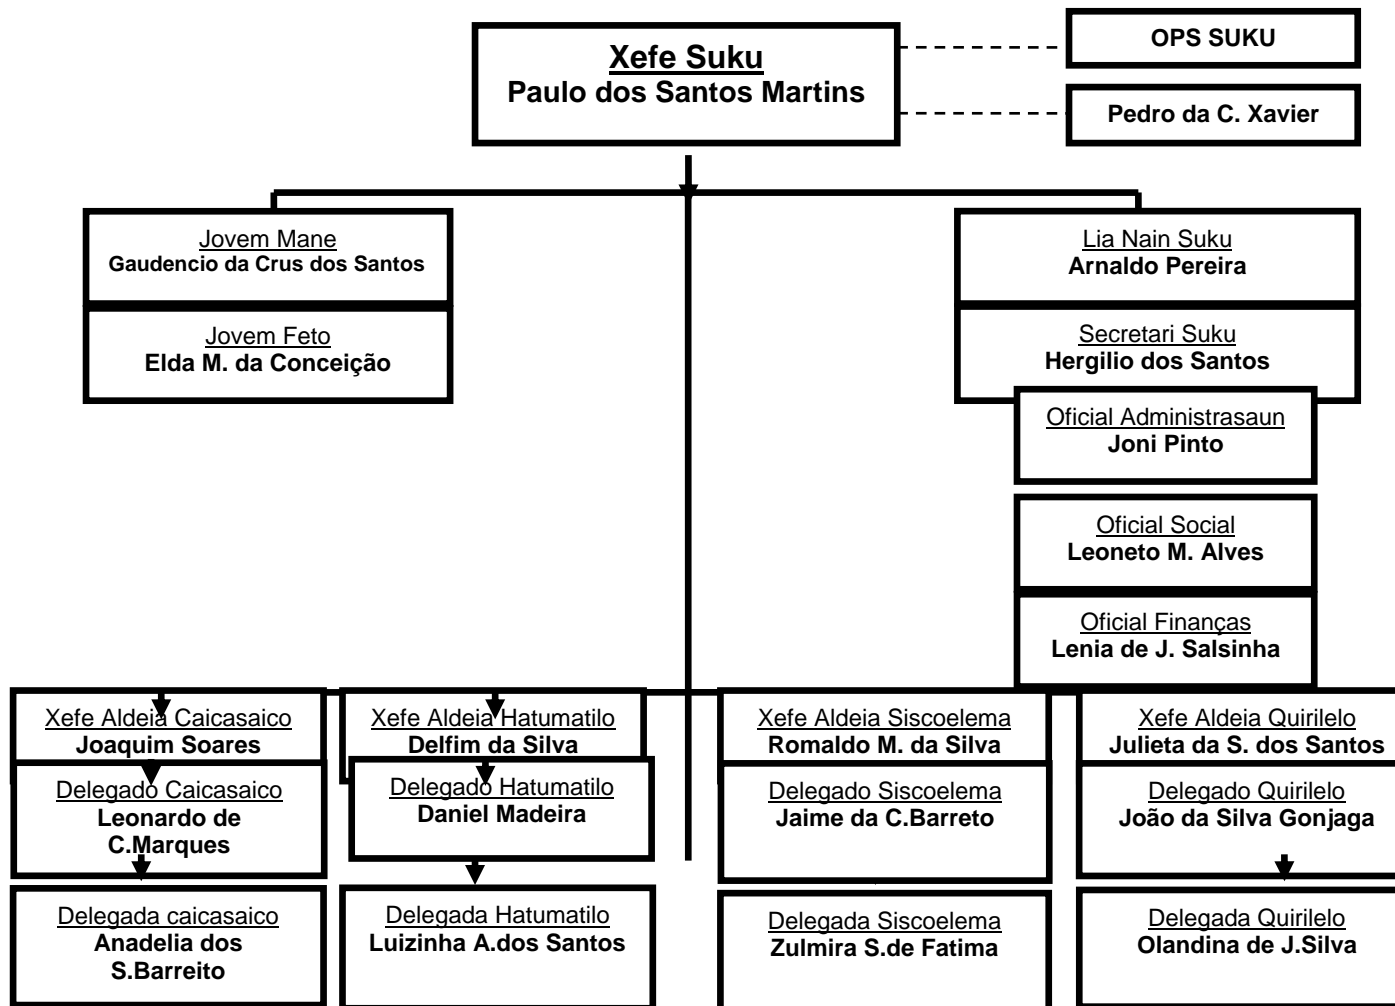 Xefe Suku
Paulo dos Santos Martins
OPS SUKU
Pedro da C. Xavier
Jovem Mane
Gaudencio da Crus dos Santos
Jovem Feto
Elda M. da Conceição
Lia Nain Suku
Arnaldo Pereira
Secretari Suku
Hergilio dos Santos
Oficial Administrasaun
Joni Pinto
Oficial Social
Leoneto M. Alves
Oficial Finanças
Lenia de J. Salsinha
Xefe Aldeia Caicasaico
Joaquim Soares
Delegado Caicasaico
Leonardo de
C.Marques
Delegada caicasaico
Anadelia dos
S.Barreito
Xefe Aldeia Hatumatilo
Delfim da Silva
Delegado Hatumatilo
Daniel Madeira
Delegada Hatumatilo
Luizinha A.dos Santos
Xefe Aldeia Siscoelema
Romaldo M. da Silva
Delegado Siscoelema
Jaime da C.Barreto
Delegada Siscoelema
Zulmira S.de Fatima
Xefe Aldeia Quirilelo
Julieta da S. dos Santos
Delegado Quirilelo
João da Silva Gonjaga
Delegada Quirilelo
Olandina de J.Silva